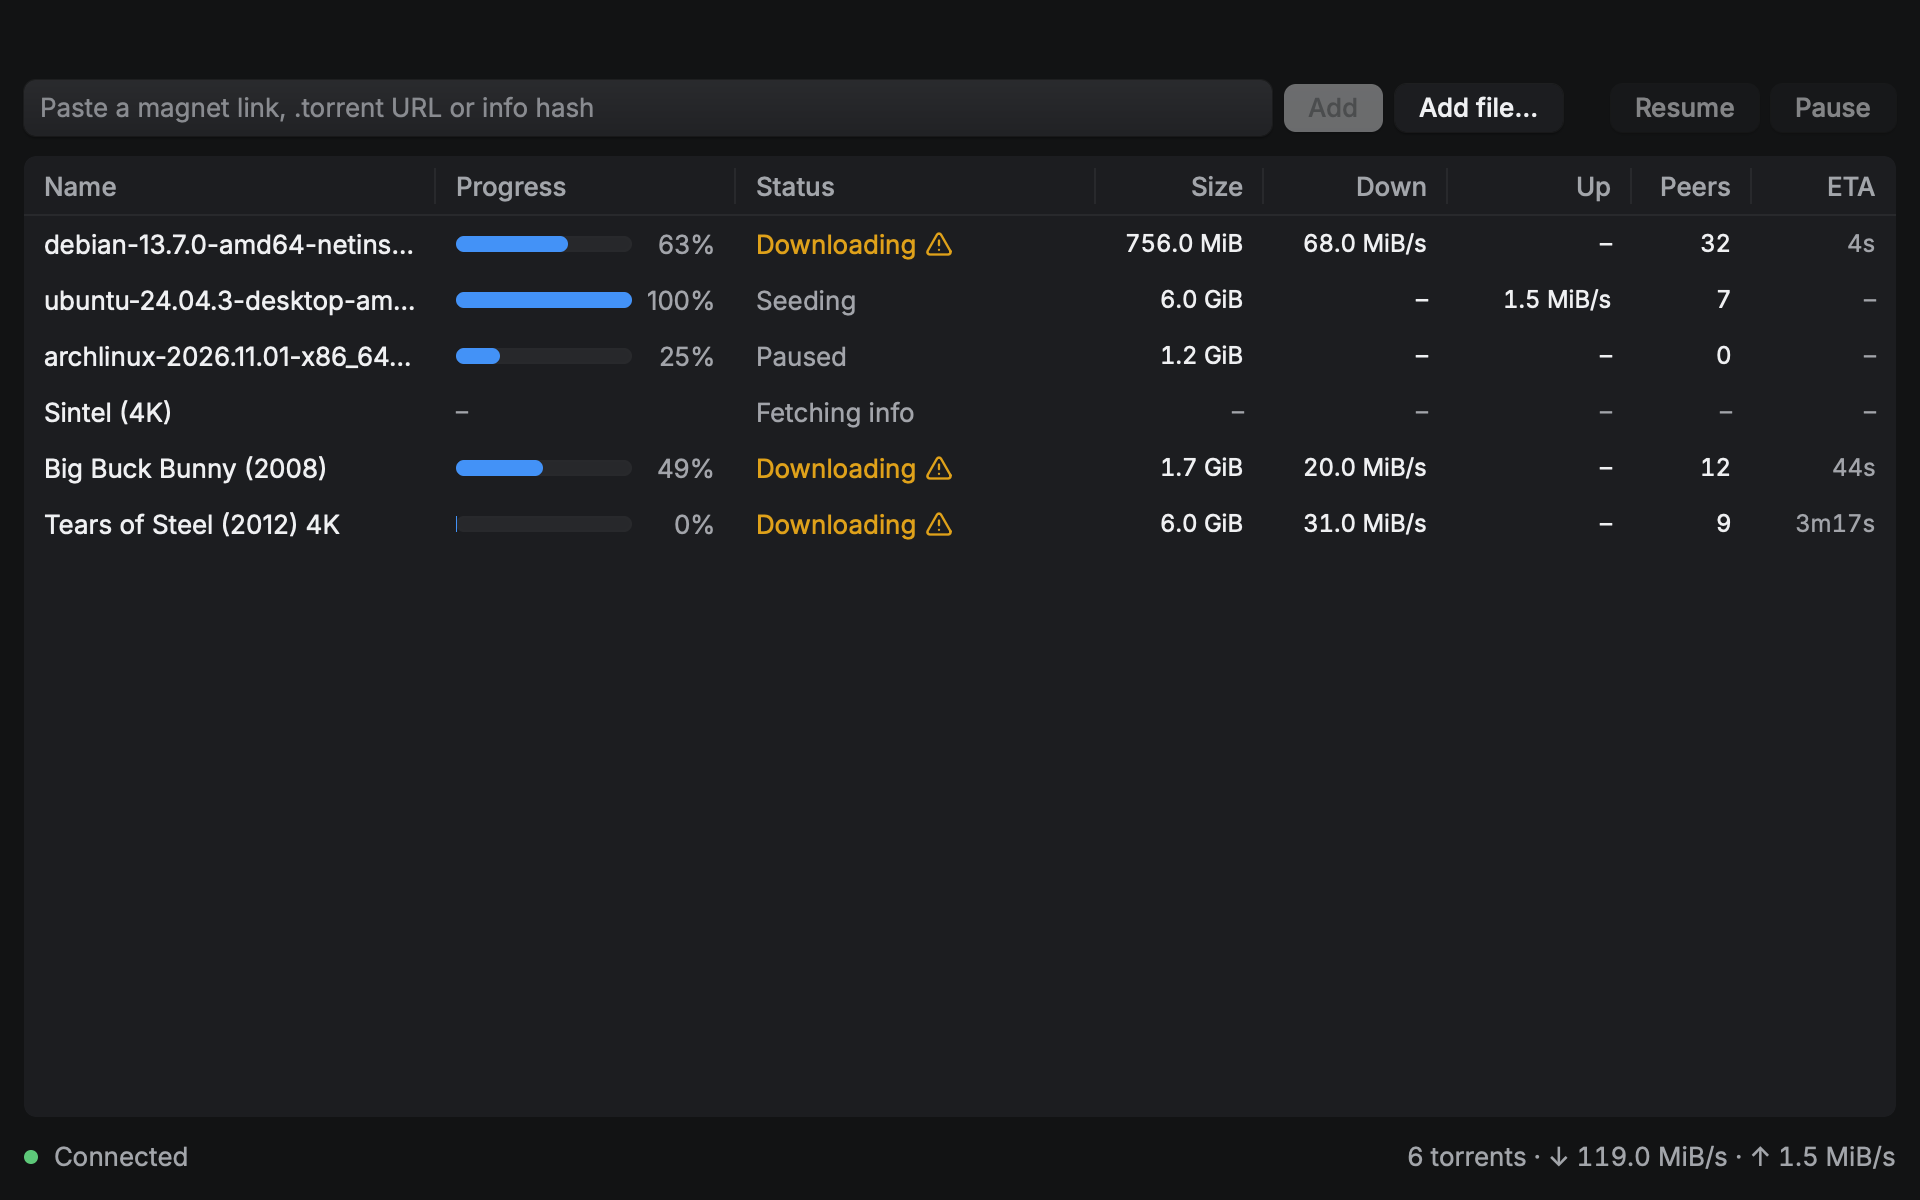 Paste a magnet link, .torrent URL or info hash Add Add file... Resume Pause
Name Progress Status Size Down Up Peers ETA
debian-13.7.0-amd64-netins... 63% Downloading 756.0 MiB 68.0 MiB/s – 32 4s
ubuntu-24.04.3-desktop-am... 100% Seeding 6.0 GiB – 1.5 MiB/s 7 –
archlinux-2026.11.01-x86_64... 25% Paused 1.2 GiB – – 0 –
Sintel (4K) – Fetching info – – – – –
Big Buck Bunny (2008) 49% Downloading 1.7 GiB 20.0 MiB/s – 12 44s
Tears of Steel (2012) 4K 0% Downloading 6.0 GiB 31.0 MiB/s – 9 3m17s
Connected 6 torrents · ↓ 119.0 MiB/s · ↑ 1.5 MiB/s